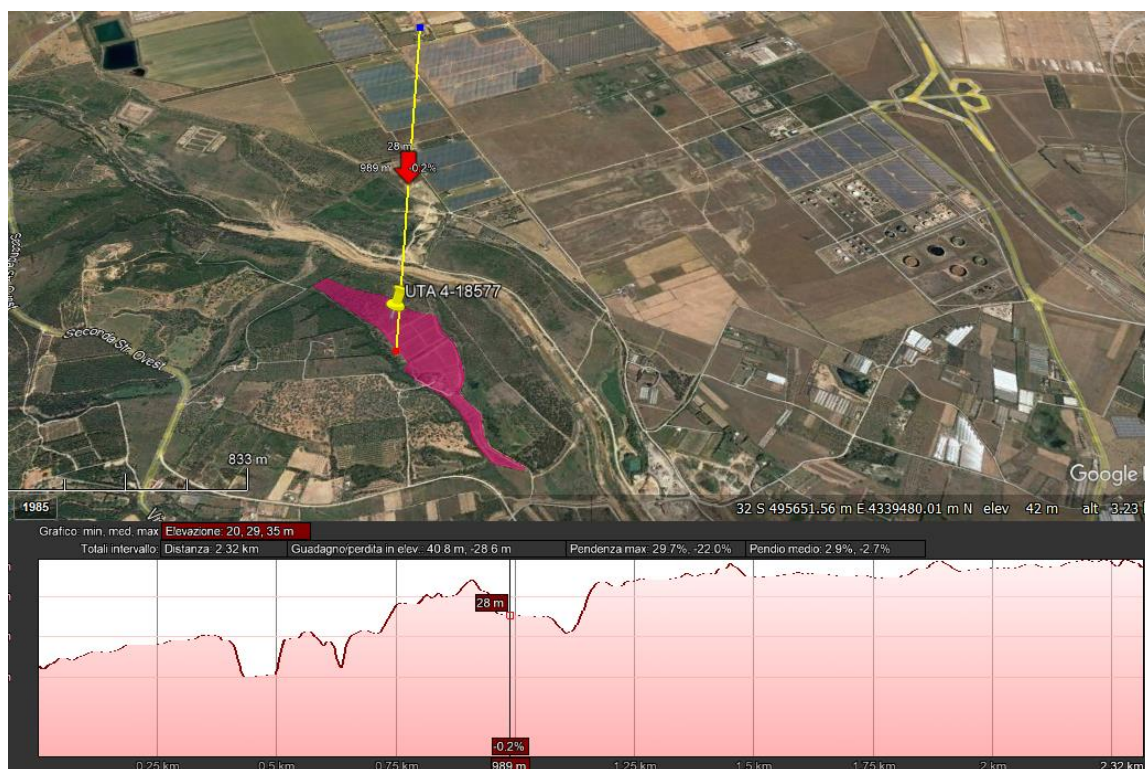 28 m
989 m -0.2%
UTA 4-18577
Seconda Str. Ovest
Seconda Str. Ovest
833 m
1985
Google
32 S 495651.56 m E 4339480.01 m N elev 42 m alt 3.23
Grafico: min, med, max Elevazione: 20, 29, 35 m
Totali intervallo: Distanza: 2.32 km Guadagno/perdita in elev.: 40.8 m, -28.6 m Pendenza max: 29.7%, -22.0% Pendio medio: 2.9%, -2.7%
28 m
-0.2%
0.25 km 0.5 km 0.75 km 989 m 1.25 km 1.5 km 1.75 km 2 km 2.32 km